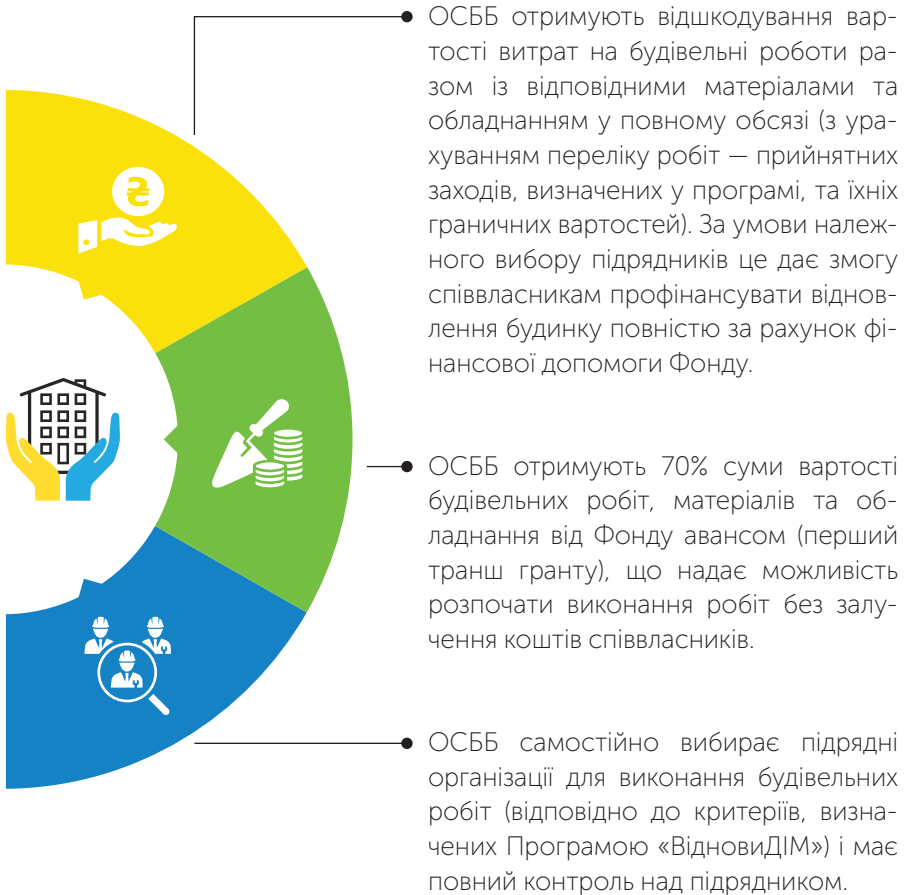 ОСББ отримують відшкодування вар-
тості витрат на будівельні роботи ра-
зом із відповідними матеріалами та
обладнанням у повному обсязі (з ура-
хуванням переліку робіт — прийнятних
заходів, визначених у програмі, та їхніх
граничних вартостей). За умови належ-
ного вибору підрядників це дає змогу
співвласникам профінансувати віднов-
лення будинку повністю за рахунок фі-
нансової допомоги Фонду.
ОСББ отримують 70% суми вартості
будівельних робіт, матеріалів та об-
ладнання від Фонду авансом (перший
транш гранту), що надає можливість
розпочати виконання робіт без залу-
чення коштів співвласників.
ОСББ самостійно вибирає підрядні
організації для виконання будівельних
робіт (відповідно до критеріїв, визна-
чених Програмою «ВідновиДІМ») і має
повний контроль над підрядником.
₴